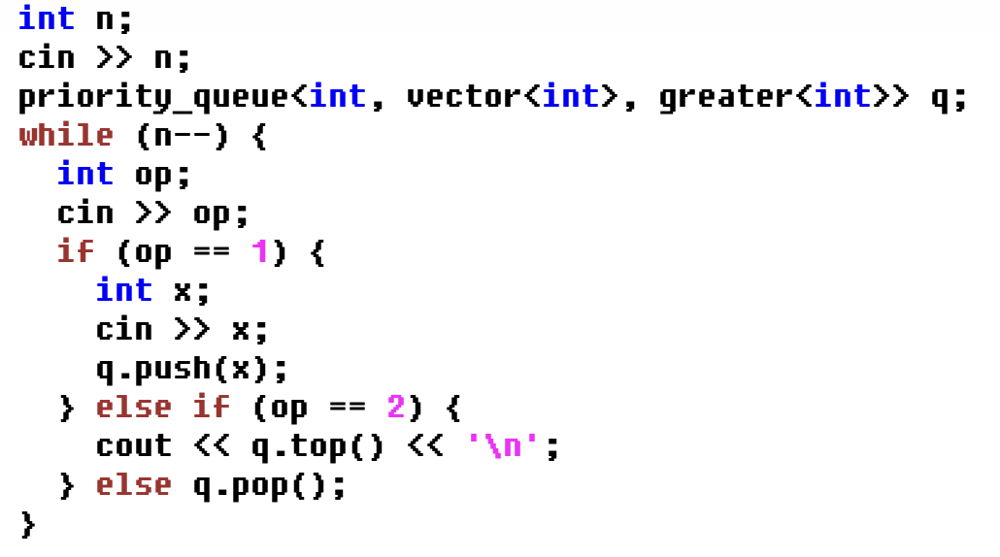 int n;
cin >> n;
priority_queue<int, vector<int>, greater<int>> q;
while (n--) {
  int op;
  cin >> op;
  if (op == 1) {
    int x;
    cin >> x;
    q.push(x);
  } else if (op == 2) {
    cout << q.top() << '\n';
  } else q.pop();
}